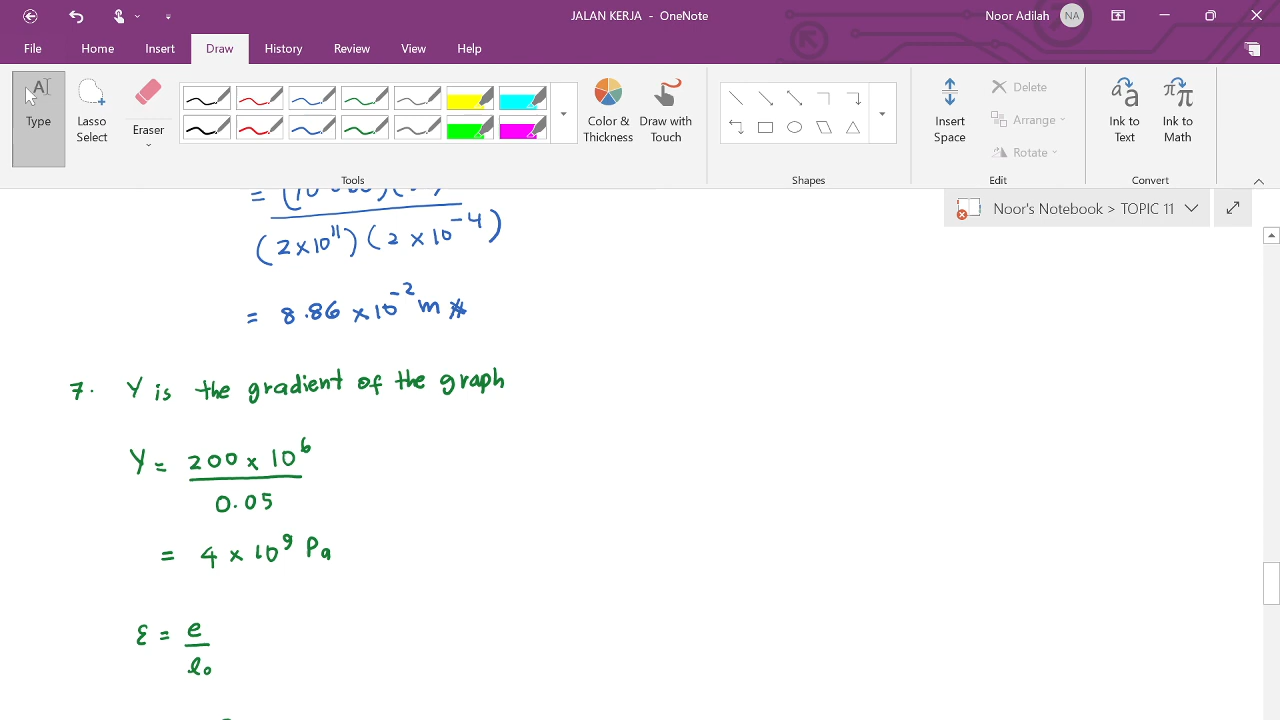 JALAN KERJA - OneNote
Noor Adilah NA
File Home Insert Draw History Review View Help
Type
Lasso Select
Eraser
Color & Thickness
Draw with Touch
Insert Space
Delete
Arrange
Rotate
Ink to Text
Ink to Math
Tools Shapes Edit Convert
Noor's Notebook > TOPIC 11
=
(2 x 10¹¹)(2 x 10⁻⁴)
= 8.86 x 10⁻² m
7. Y is the gradient of the graph
Y = 200 x 10⁶
0.05
= 4 x 10⁹ Pa
ε = e
l₀